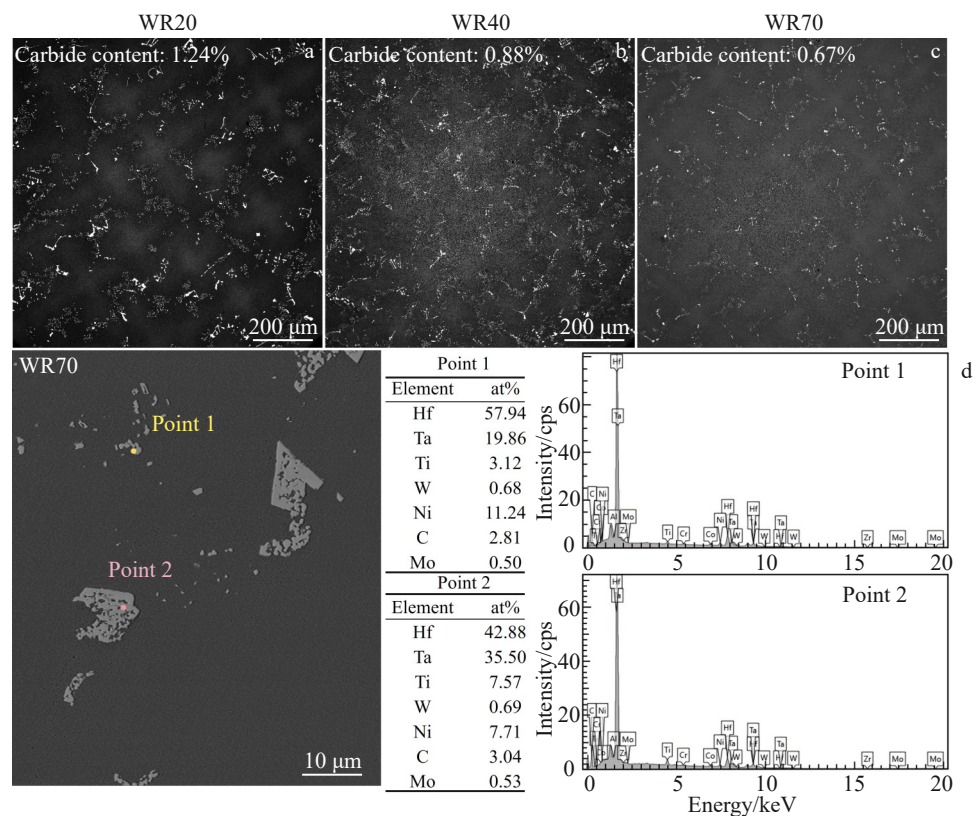 WR20 WR40 WR70
Carbide content: 1.24% a
Carbide content: 0.88% b
Carbide content: 0.67% c
200 μm
200 μm
200 μm
WR70
Point 1
Point 2
10 μm
Point 1
Element at%
Hf 57.94
Ta 19.86
Ti 3.12
W 0.68
Ni 11.24
C 2.81
Mo 0.50
Point 2
Element at%
Hf 42.88
Ta 35.50
Ti 7.57
W 0.69
Ni 7.71
C 3.04
Mo 0.53
d
Point 1
Intensity/cps
60
40
20
0
Hf
Ta
C Ni
Al Mo
Ni Hf Ta W
Hf Ta W
Ti Cr Co
Zr Mo Mo
0 5 10 15 20
Point 2
Intensity/cps
60
40
20
0
Hf
Ta
C Ni
Al Mo
Ni Hf Ta W
Ta Hf W Ta W
Ti Cr Co
Zr Mo Mo
0 5 10 15 20
Energy/keV